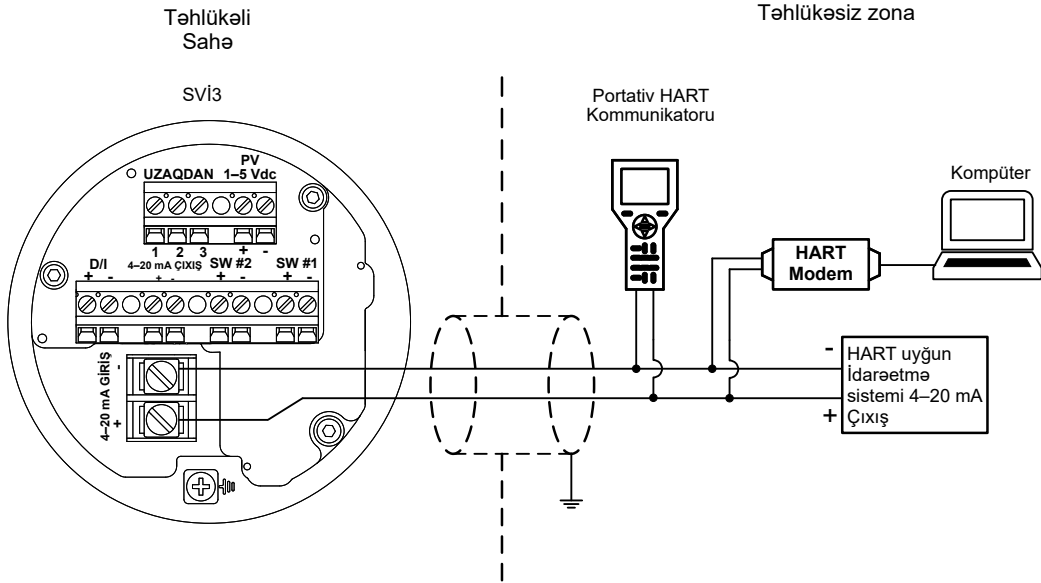 Təhlükəli
Sahə
Təhlükəsiz zona
SVİ3
PV
UZAQDAN 1–5 Vdc
1 2 3 + -
D/I 4–20 mA ÇIXIŞ SW #2 SW #1
+ - + - + - + -
4–20 mA GİRİŞ
-
+
Portativ HART
Kommunikatoru
Kompüter
HART
Modem
-
HART uyğun
İdarəetmə
sistemi 4–20 mA
+
Çıxış